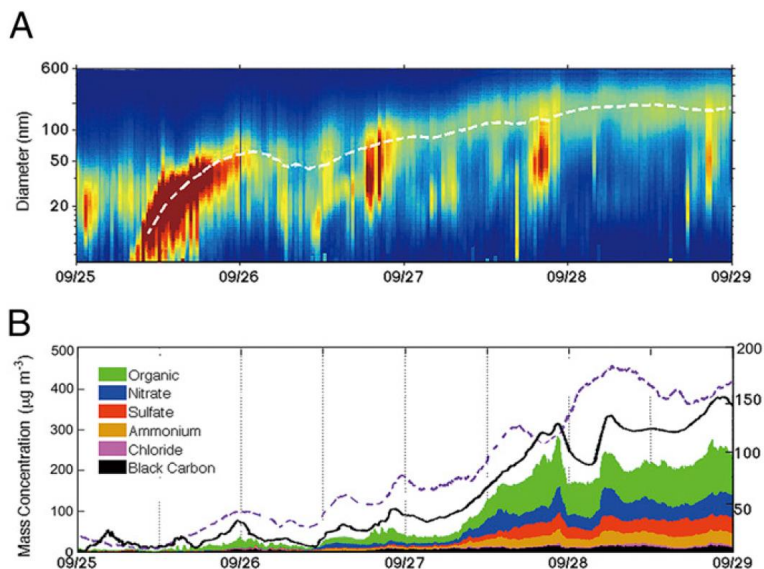 A
600
100
50
20
Diameter (nm)
09/25 09/26 09/27 09/28 09/29
B
500
400
300
200
100
0
Mass Concentration (μg m⁻³)
Organic
Nitrate
Sulfate
Ammonium
Chloride
Black Carbon
200
150
100
50
09/25 09/26 09/27 09/28 09/29